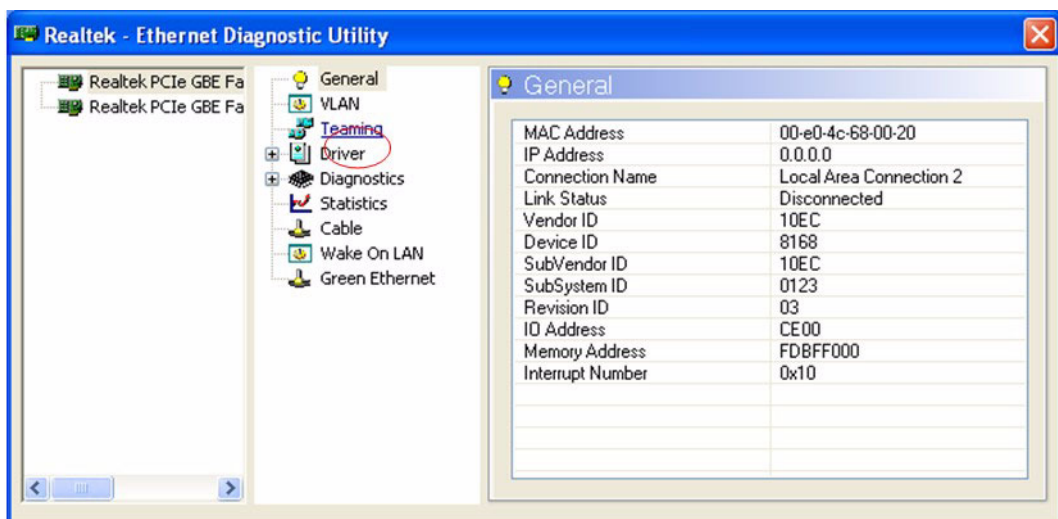 Realtek - Ethernet Diagnostic Utility
Realtek PCIe GBE Fa
Realtek PCIe GBE Fa
General
VLAN
Teaming
Driver
Diagnostics
Statistics
Cable
Wake On LAN
Green Ethernet
General
MAC Address 00-e0-4c-68-00-20
IP Address 0.0.0.0
Connection Name Local Area Connection 2
Link Status Disconnected
Vendor ID 10EC
Device ID 8168
SubVendor ID 10EC
SubSystem ID 0123
Revision ID 03
IO Address CE00
Memory Address FDBFF000
Interrupt Number 0x10